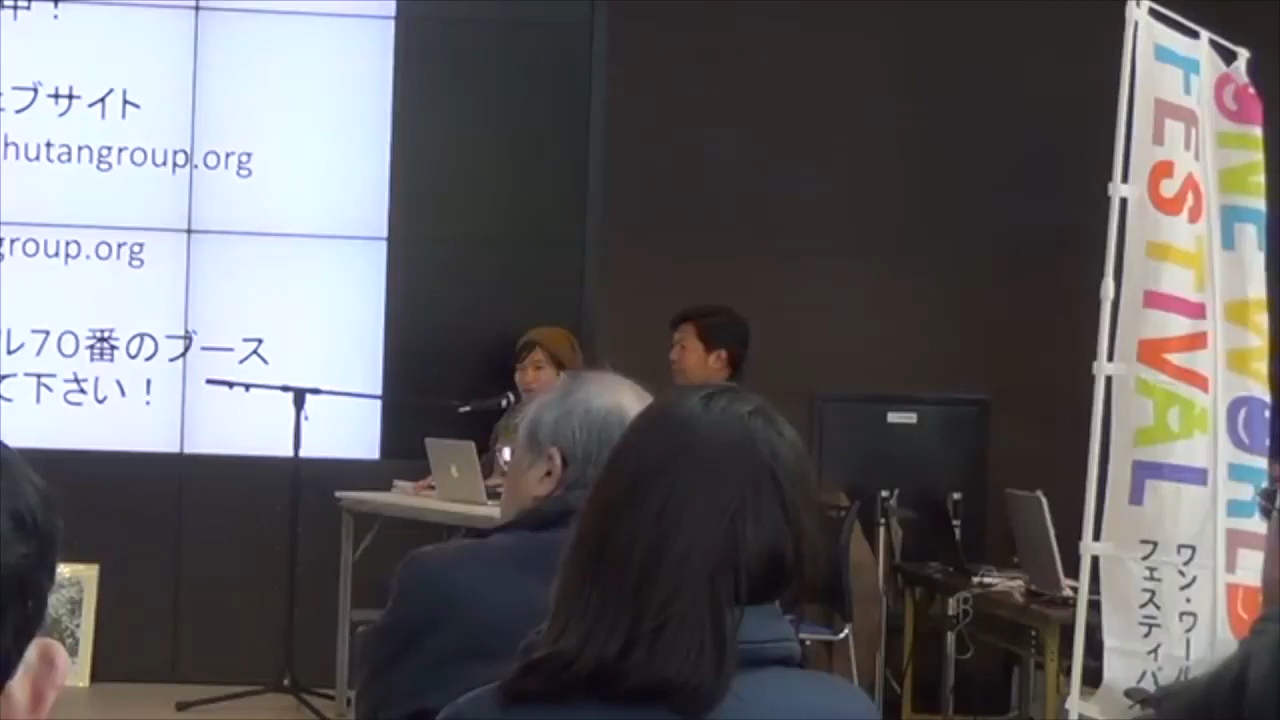 中！
ェブサイト
hutangroup.org
group.org
ル70番のブース
て下さい！
ONE WORLD
FESTIVAL
ワン・ワール
フェスティバ